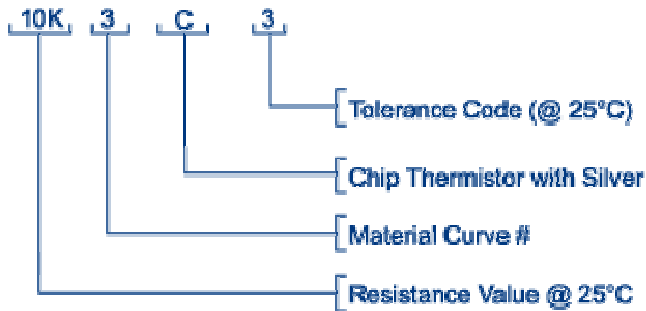 10K 3 C 3
Tolerance Code (@ 25°C)
Chip Thermistor with Silver
Material Curve #
Resistance Value @ 25°C